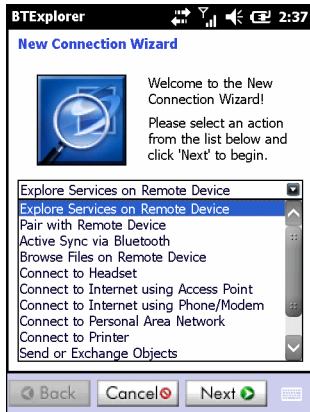 BTExplorer 2:37
New Connection Wizard
Welcome to the New
Connection Wizard!
Please select an action
from the list below and
click 'Next' to begin.
Explore Services on Remote Device
Explore Services on Remote Device
Pair with Remote Device
Active Sync via Bluetooth
Browse Files on Remote Device
Connect to Headset
Connect to Internet using Access Point
Connect to Internet using Phone/Modem
Connect to Personal Area Network
Connect to Printer
Send or Exchange Objects
Back Cancel Next